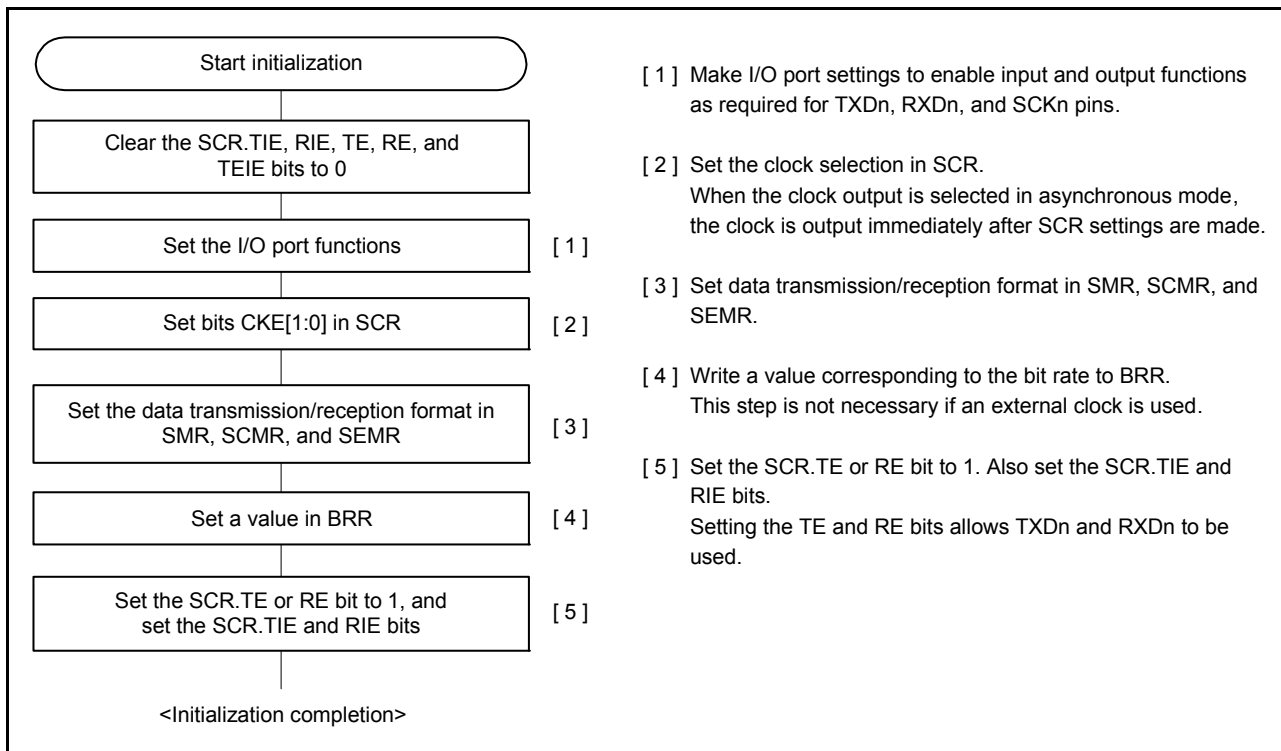 Start initialization
Clear the SCR.TIE, RIE, TE, RE, and
TEIE bits to 0
Set the I/O port functions
[ 1 ]
Set bits CKE[1:0] in SCR
[ 2 ]
Set the data transmission/reception format in
SMR, SCMR, and SEMR
[ 3 ]
Set a value in BRR
[ 4 ]
Set the SCR.TE or RE bit to 1, and
set the SCR.TIE and RIE bits
[ 5 ]
<Initialization completion>
[ 1 ] Make I/O port settings to enable input and output functions
as required for TXDn, RXDn, and SCKn pins.
[ 2 ] Set the clock selection in SCR.
When the clock output is selected in asynchronous mode,
the clock is output immediately after SCR settings are made.
[ 3 ] Set data transmission/reception format in SMR, SCMR, and
SEMR.
[ 4 ] Write a value corresponding to the bit rate to BRR.
This step is not necessary if an external clock is used.
[ 5 ] Set the SCR.TE or RE bit to 1. Also set the SCR.TIE and
RIE bits.
Setting the TE and RE bits allows TXDn and RXDn to be
used.